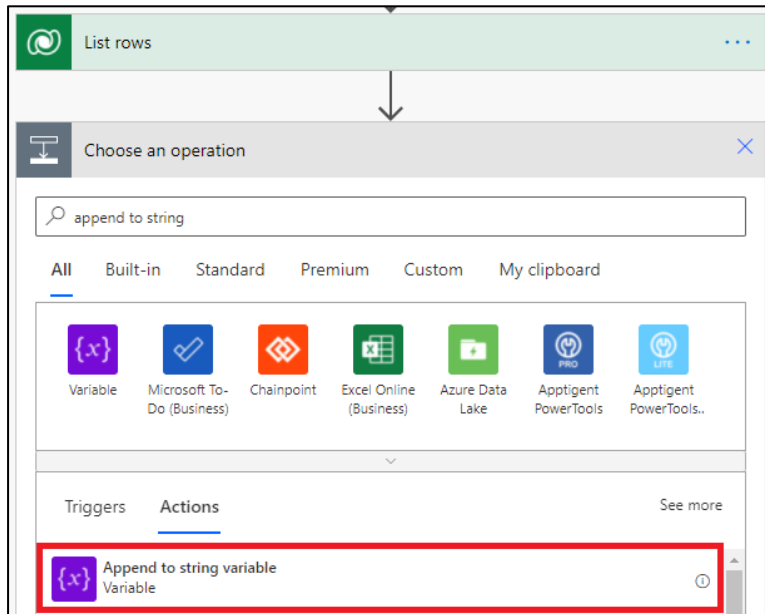 List rows
...
Choose an operation
append to string
All Built-in Standard Premium Custom My clipboard
{x}
PRO
LITE
Variable Microsoft To- Chainpoint Excel Online Azure Data Apptigent Apptigent
Do (Business) (Business) Lake PowerTools PowerTools..
Triggers Actions See more
{x} Append to string variable
Variable